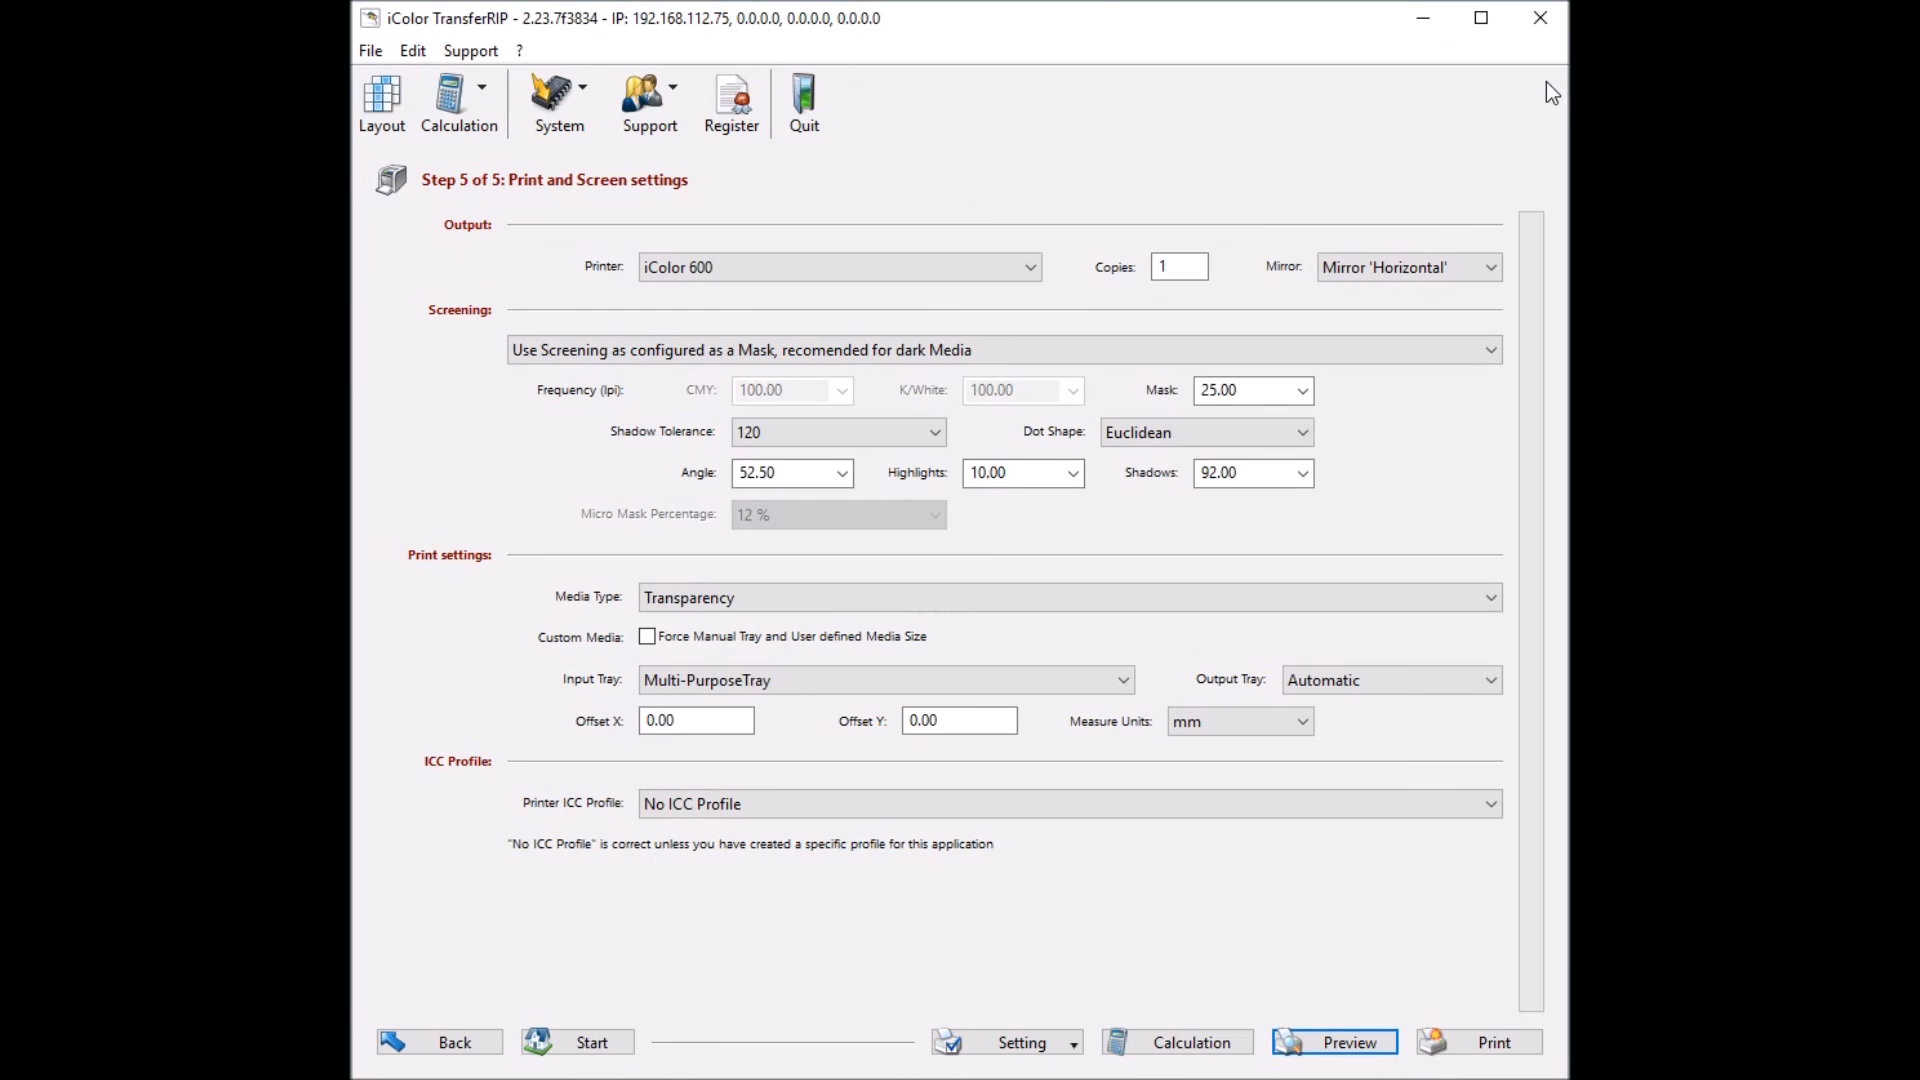 iColor TransferRIP - 2.23.7f3834 - IP: 192.168.112.75, 0.0.0.0, 0.0.0.0, 0.0.0.0
File Edit Support ?
Layout Calculation System Support Register Quit
Step 5 of 5: Print and Screen settings
Output:
Printer: iColor 600 Copies: 1 Mirror: Mirror 'Horizontal'
Screening:
Use Screening as configured as a Mask, recomended for dark Media
Frequency (lpi): CMY: 100.00 K/White: 100.00 Mask: 25.00
Shadow Tolerance: 120 Dot Shape: Euclidean
Angle: 52.50 Highlights: 10.00 Shadows: 92.00
Micro Mask Percentage: 12 %
Print settings:
Media Type: Transparency
Custom Media: Force Manual Tray and User defined Media Size
Input Tray: Multi-PurposeTray Output Tray: Automatic
Offset X: 0.00 Offset Y: 0.00 Measure Units: mm
ICC Profile:
Printer ICC Profile: No ICC Profile
"No ICC Profile" is correct unless you have created a specific profile for this application
Back Start Setting Calculation Preview Print